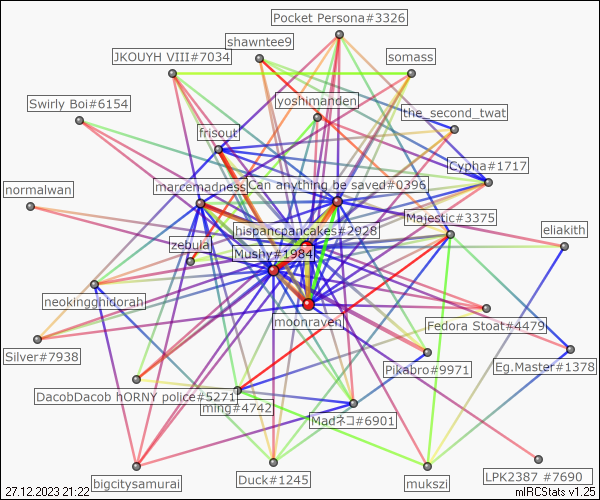 Pocket Persona#3326
shawntee9
JKOUYH VIII#7034
somass
Swirly Boi#6154
yoshimanden
the_second_twat
frisout
Cypha#1717
marcemadness
Can anything be saved#0396
normalwan
Majestic#3375
hispancpancakes#2928
eliakith
zebulal
Mushy#1984
neokingghidorah
moonraven
Fedora Stoat#4479
Silver#7938
Pikabro#9971
Eg.Master#1378
DacobDacob hORNY police#5271
ming#4742
Madネコ#6901
bigcitysamurai
Duck#1245
mukszi
LPK2387 #7690
27.12.2023 21:22
mIRCStats v1.25